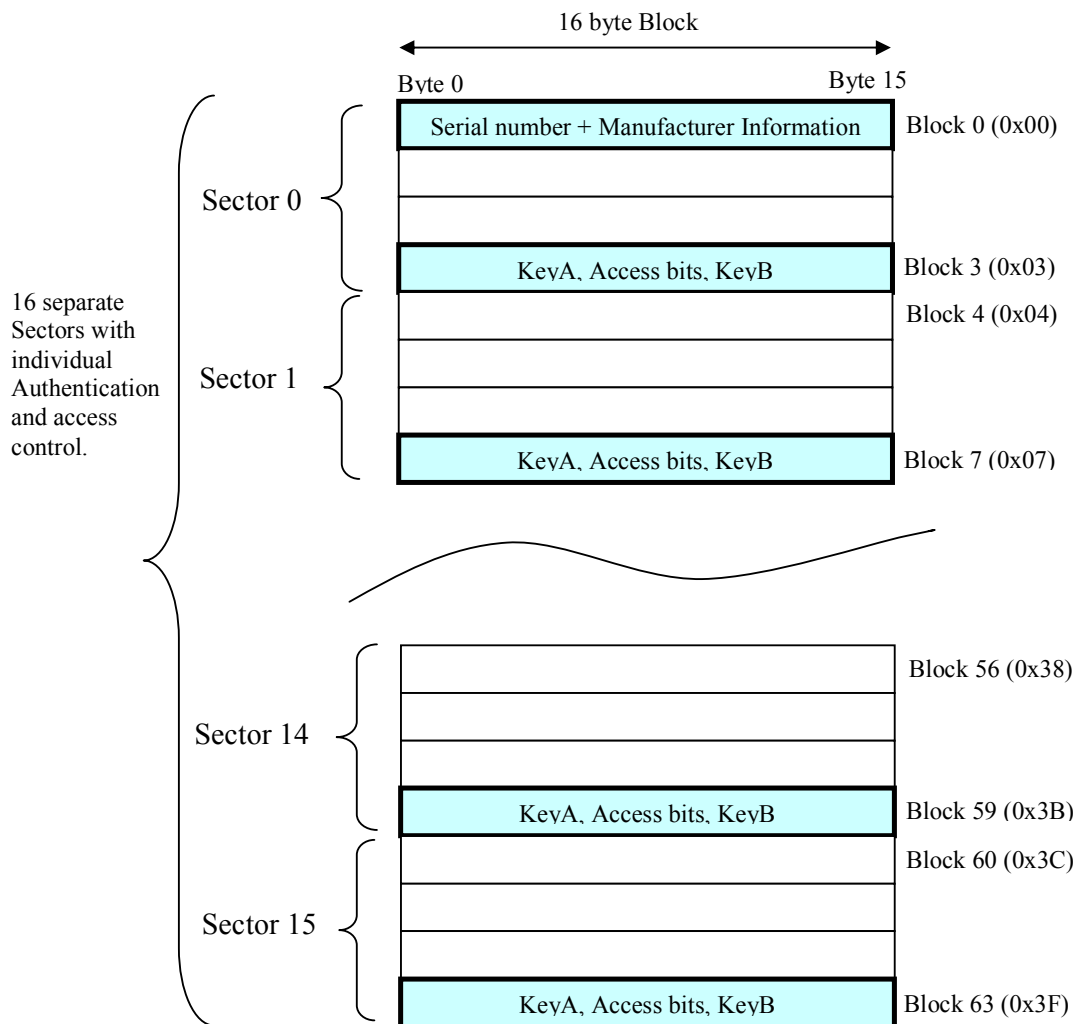 16 byte Block
Byte 0
Byte 15
Serial number + Manufacturer Information
Block 0 (0x00)
Sector 0
KeyA, Access bits, KeyB
Block 3 (0x03)
16 separate
Sectors with
individual
Authentication
and access
control.
Block 4 (0x04)
Sector 1
KeyA, Access bits, KeyB
Block 7 (0x07)
Block 56 (0x38)
Sector 14
KeyA, Access bits, KeyB
Block 59 (0x3B)
Block 60 (0x3C)
Sector 15
KeyA, Access bits, KeyB
Block 63 (0x3F)